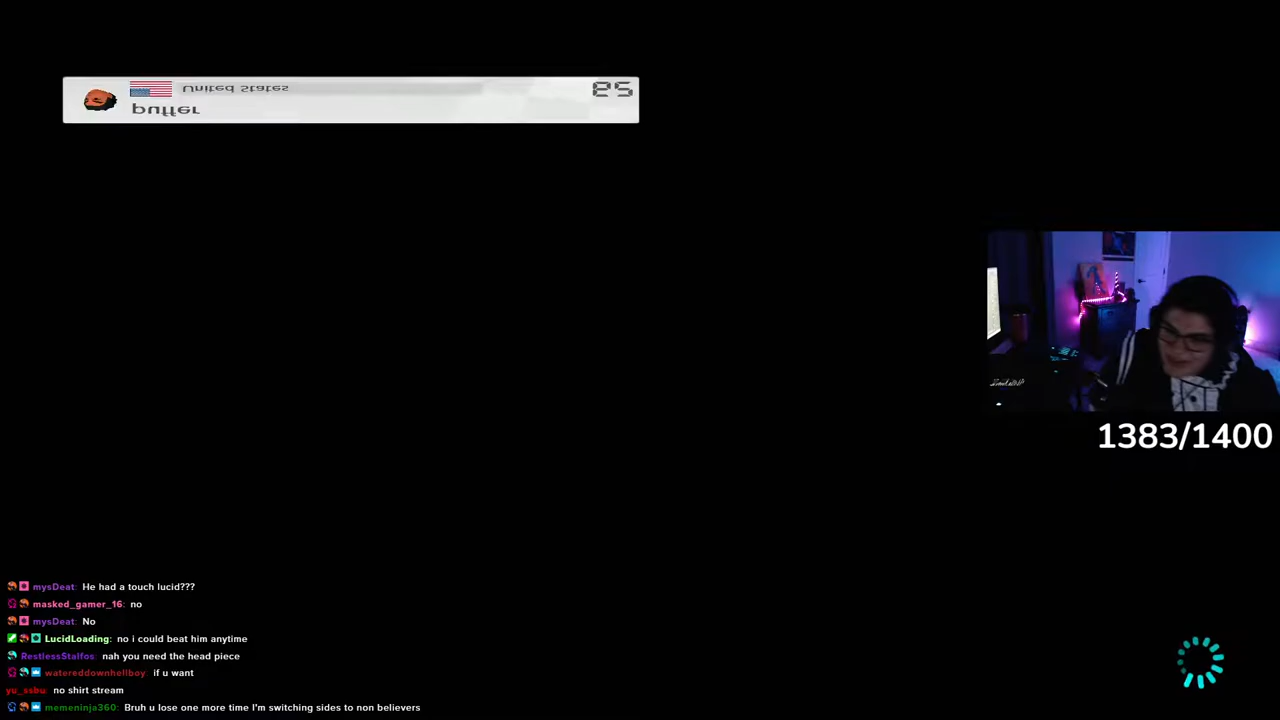 United States
65
puffer
1383/1400
mysDeat: He had a touch lucid???
masked_gamer_16: no
mysDeat: No
LucidLoading: no i could beat him anytime
RestlessStalfos: nah you need the head piece
watereddownhellboy: if u want
yu_ssbu: no shirt stream
memeninja360: Bruh u lose one more time I'm switching sides to non believers